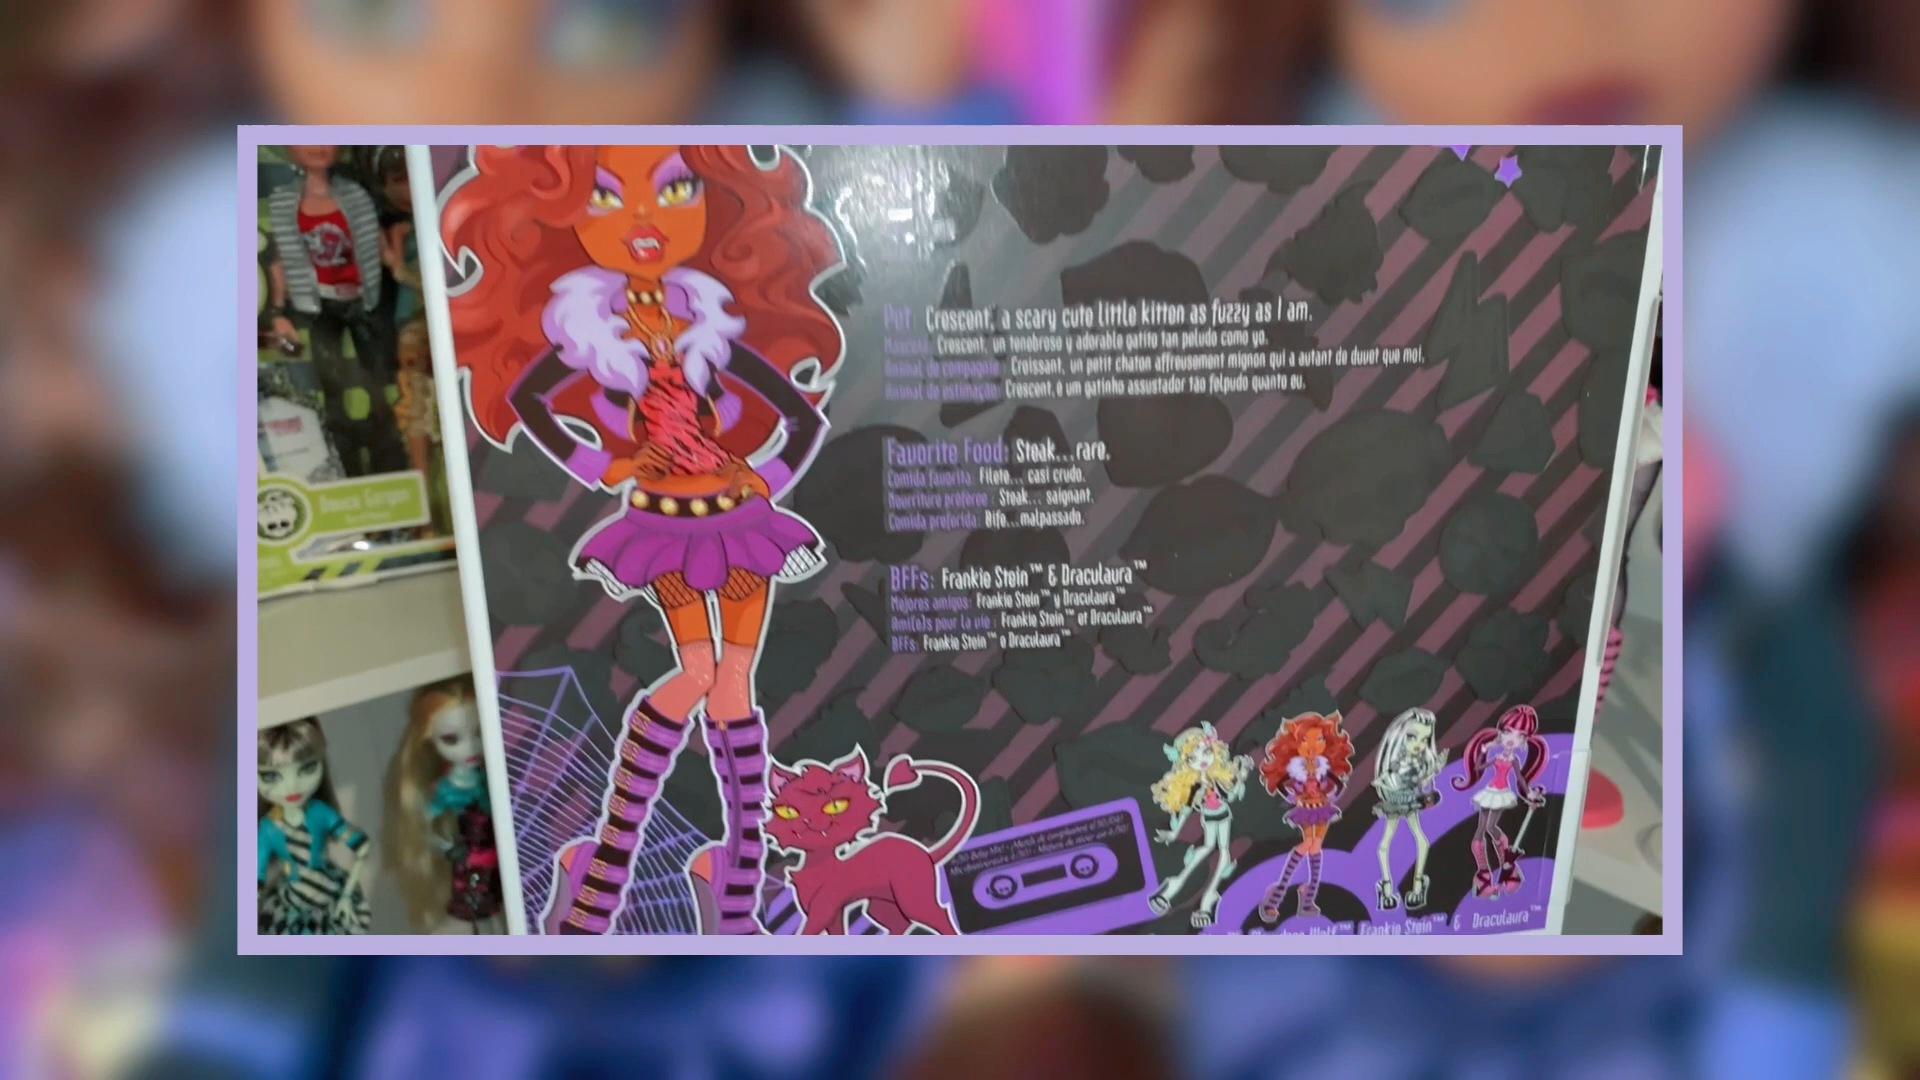 Pet: Crescent, a scary cute little kitten as fuzzy as I am.
Mascota: Crescent, un tenebroso y adorable gatito tan peludo como yo.
Animal de compagnie : Croissant, un petit chaton affreusement mignon qui a autant de duvet que moi.
Animal de estimação: Crescent, é um gatinho assustador tão felpudo quanto eu.
Favorite Food: Steak...rare.
Comida favorita: Filete... casi crudo.
Nourriture préférée : Steak... saignant.
Comida preferida: Bife...malpassado.
BFFs: Frankie Stein™ & Draculaura™
Mejores amigos: Frankie Stein™ y Draculaura™
Ami(e)s pour la vie : Frankie Stein™ et Draculaura™
BFFs: Frankie Stein™ e Draculaura™
Deuce Gorgon
Frankie Stein™ & Draculaura™